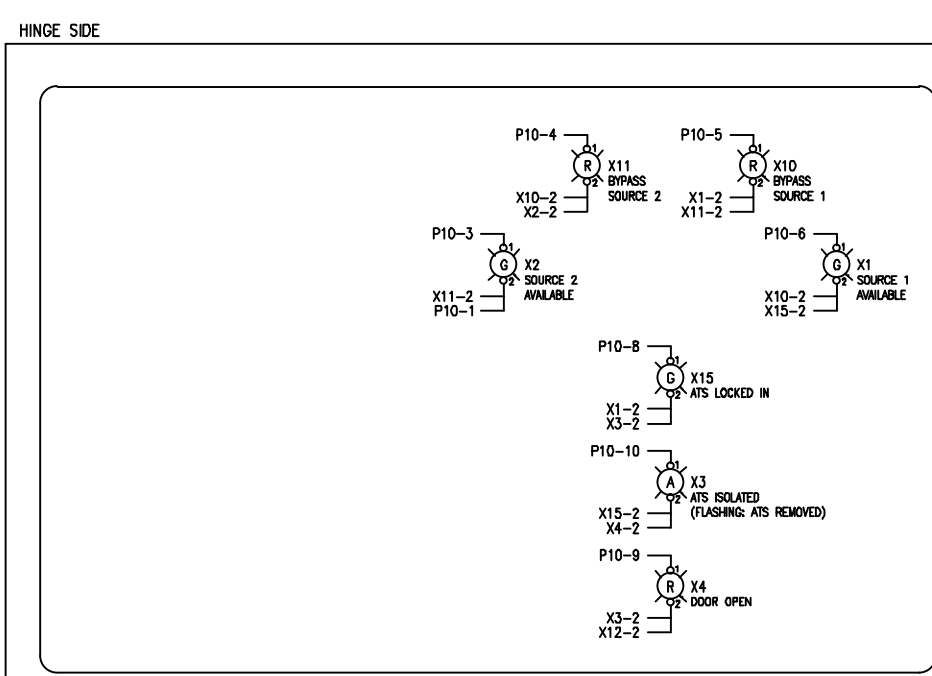 HINGE SIDE
P10-4
1
R
X11
BYPASS
SOURCE 2
2
X10-2
X2-2
P10-5
1
R
X10
BYPASS
SOURCE 1
2
X1-2
X11-2
P10-3
1
G
X2
SOURCE 2
AVAILABLE
2
X11-2
P10-1
P10-6
1
G
X1
SOURCE 1
AVAILABLE
2
X10-2
X15-2
P10-8
1
G
X15
ATS LOCKED IN
2
X1-2
X3-2
P10-10
1
A
X3
ATS ISOLATED
(FLASHING: ATS REMOVED)
2
X15-2
X4-2
P10-9
1
R
X4
DOOR OPEN
2
X3-2
X12-2